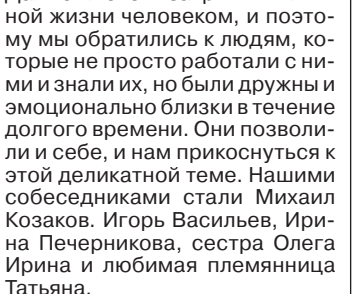 ной жизни человеком, и поэто-
му мы обратились к людям, ко-
торые не просто работали с ни-
ми и знали их, но были дружны и
эмоционально близки в течение
долгого времени. Они позволи-
ли и себе, и нам прикоснуться к
этой деликатной теме. Нашими
собеседниками стали Михаил
Козаков. Игорь Васильев, Ири-
на Печерникова, сестра Олега
Ирина и любимая племянница
Татьяна.